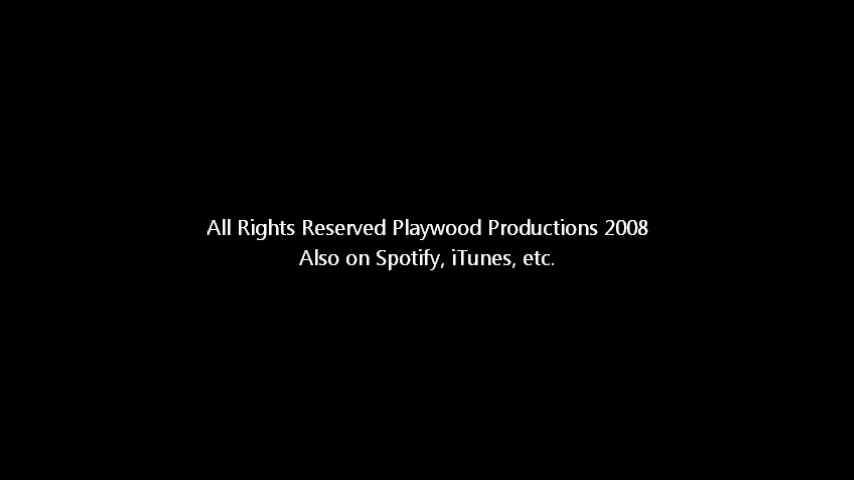 All Rights Reserved Playwood Productions 2008
Also on Spotify, iTunes, etc.